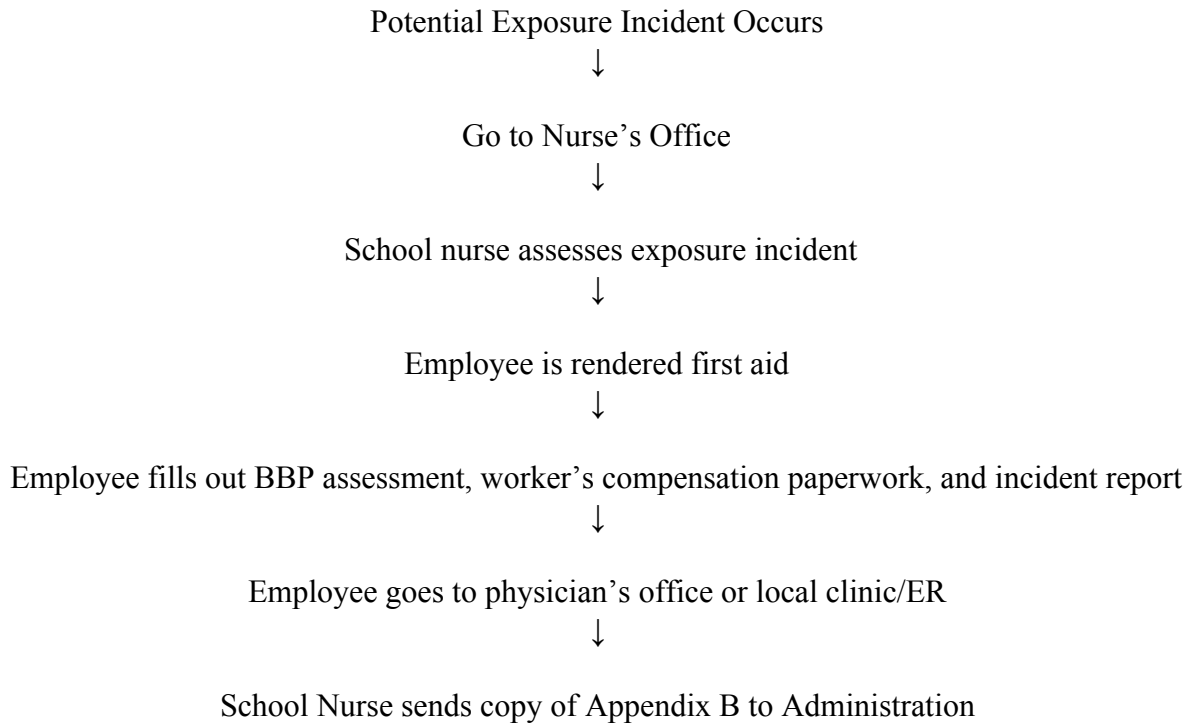 Potential Exposure Incident Occurs
↓
Go to Nurse’s Office
↓
School nurse assesses exposure incident
↓
Employee is rendered first aid
↓
Employee fills out BBP assessment, worker’s compensation paperwork, and incident report
↓
Employee goes to physician’s office or local clinic/ER
↓
School Nurse sends copy of Appendix B to Administration